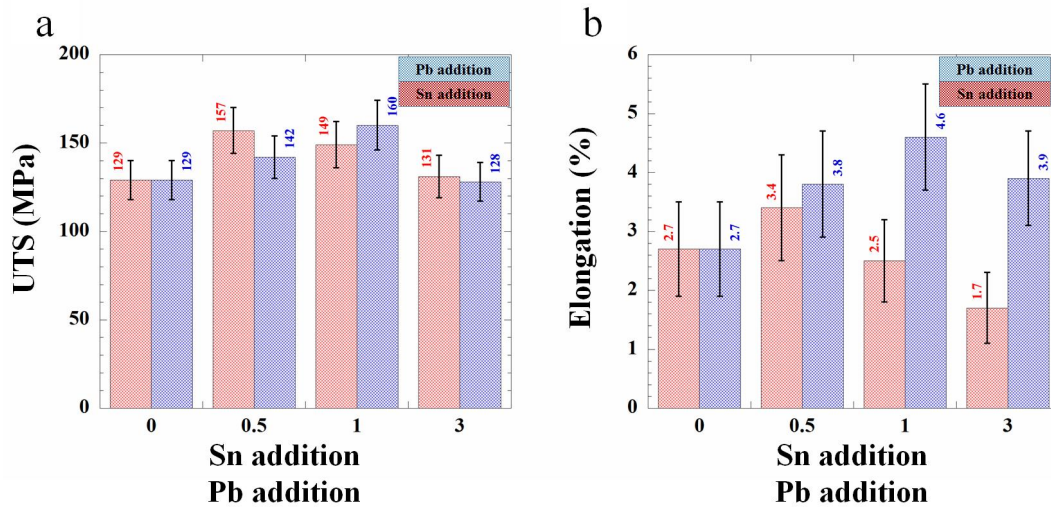 a
200
150
100
50
0
UTS (MPa)
Pb addition
Sn addition
129
129
157
142
149
160
131
128
0 0.5 1 3
Sn addition
Pb addition
b
6
5
4
3
2
1
0
Elongation (%)
Pb addition
Sn addition
2.7
2.7
3.4
3.8
2.5
4.6
1.7
3.9
0 0.5 1 3
Sn addition
Pb addition